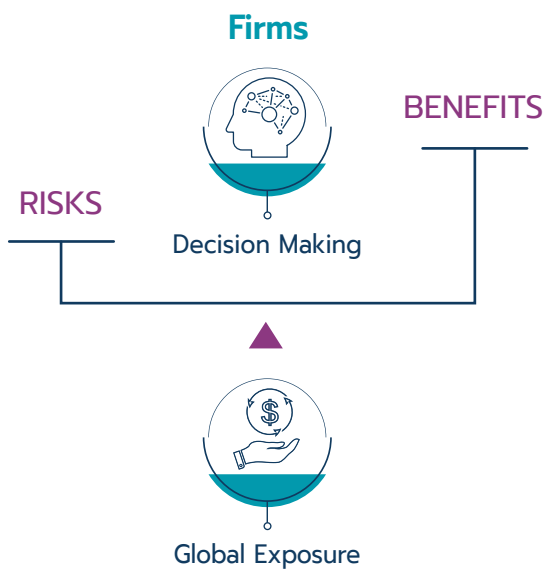 Firms
BENEFITS
RISKS
Decision Making
$
Global Exposure